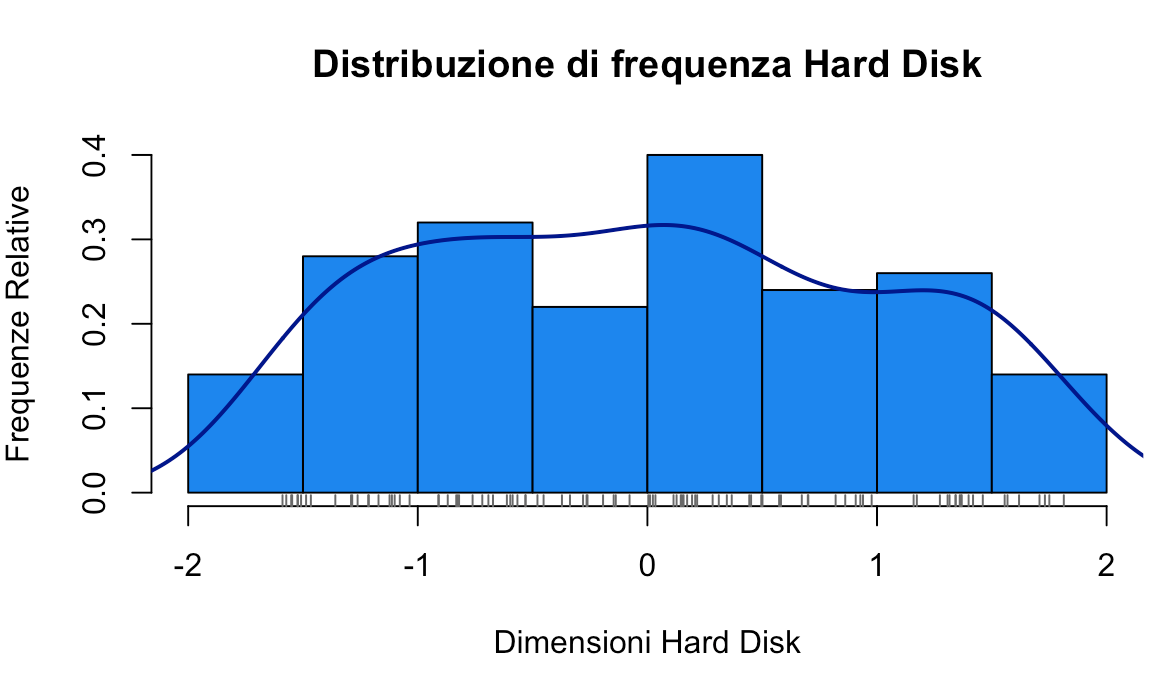 Distribuzione di frequenza Hard Disk
Frequenze Relative
0.4
0.3
0.2
0.1
0.0
-2 -1 0 1 2
Dimensioni Hard Disk